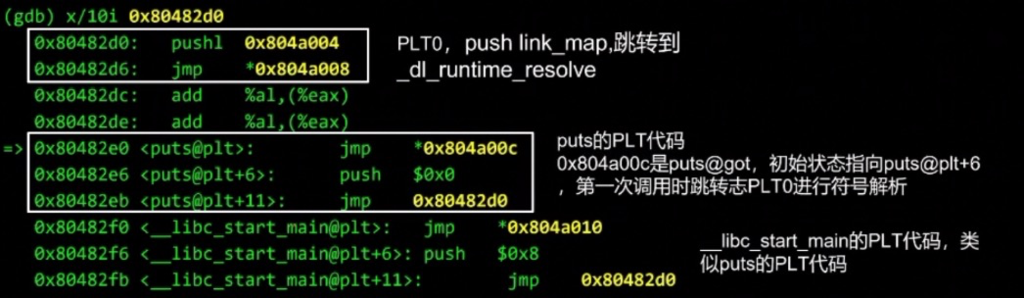 (gdb) x/10i 0x80482d0
0x80482d0: pushl 0x804a004
0x80482d6: jmp *0x804a008
PLT0，push link_map,跳转到
_dl_runtime_resolve
0x80482dc: add %al,(%eax)
0x80482de: add %al,(%eax)
=> 0x80482e0 <puts@plt>: jmp *0x804a00c
0x80482e6 <puts@plt+6>: push $0x0
0x80482eb <puts@plt+11>: jmp 0x80482d0
puts的PLT代码
0x804a00c是puts@got，初始状态指向puts@plt+6
，第一次调用时跳转志PLT0进行符号解析
0x80482f0 <__libc_start_main@plt>: jmp *0x804a010
0x80482f6 <__libc_start_main@plt+6>: push $0x8
0x80482fb <__libc_start_main@plt+11>: jmp 0x80482d0
__libc_start_main的PLT代码，类
似puts的PLT代码